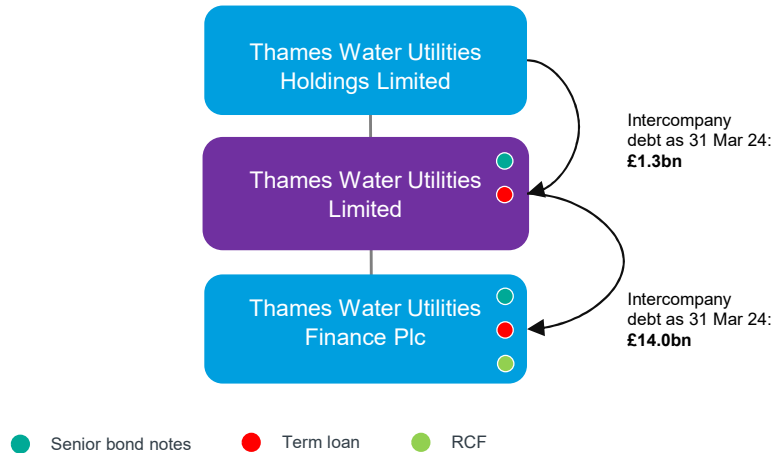 Thames Water Utilities
Holdings Limited
Intercompany
debt as 31 Mar 24:
£1.3bn
Thames Water Utilities
Limited
Thames Water Utilities
Finance Plc
Intercompany
debt as 31 Mar 24:
£14.0bn
Senior bond notes
Term loan
RCF